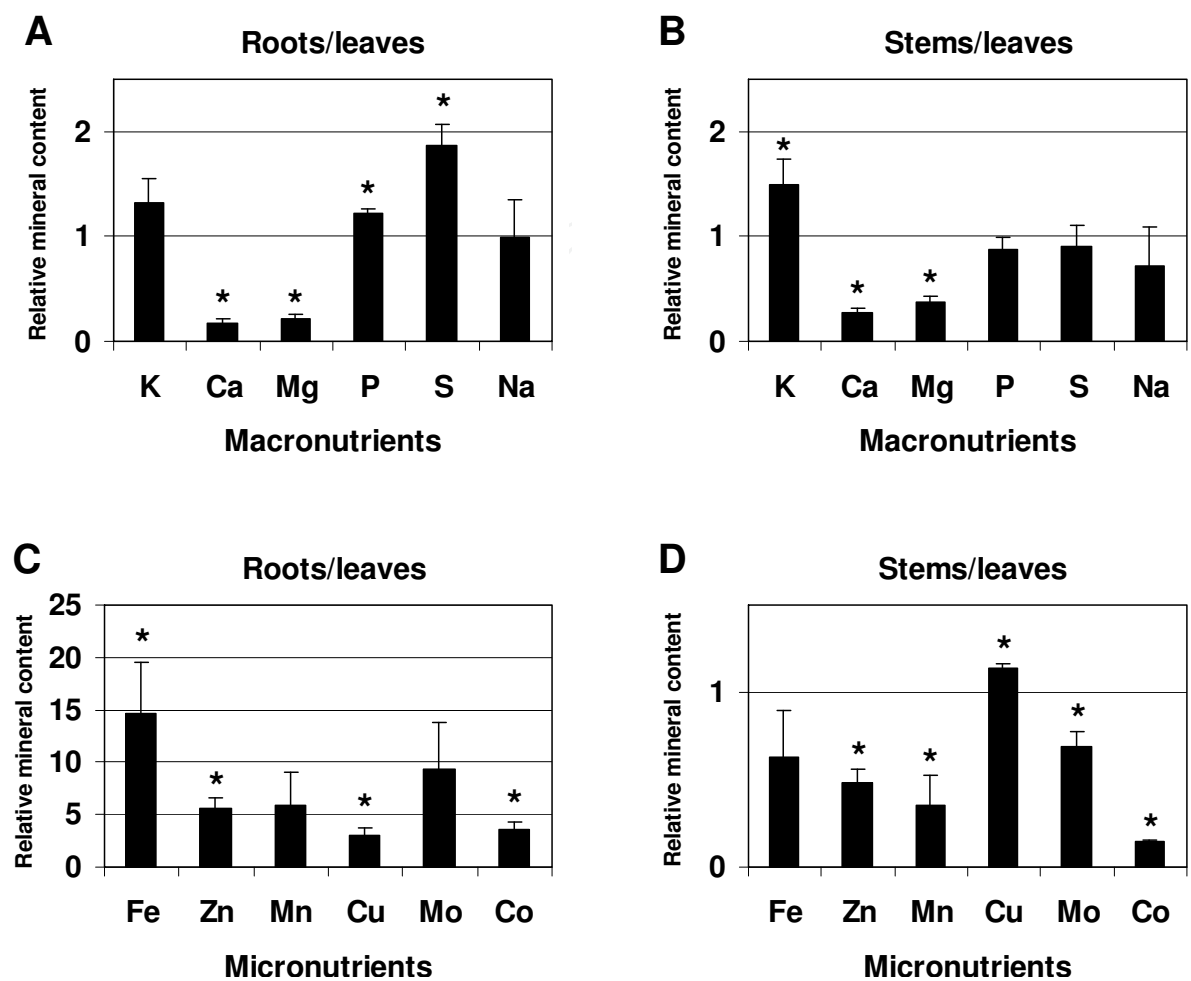 A
Roots/leaves
Relative mineral content
2
1
0
*
*
*
*
K Ca Mg P S Na
Macronutrients
B
Stems/leaves
Relative mineral content
2
1
0
*
*
*
K Ca Mg P S Na
Macronutrients
C
Roots/leaves
Relative mineral content
25
20
15
10
5
0
*
*
*
*
Fe Zn Mn Cu Mo Co
Micronutrients
D
Stems/leaves
Relative mineral content
1
0
*
*
*
*
*
Fe Zn Mn Cu Mo Co
Micronutrients